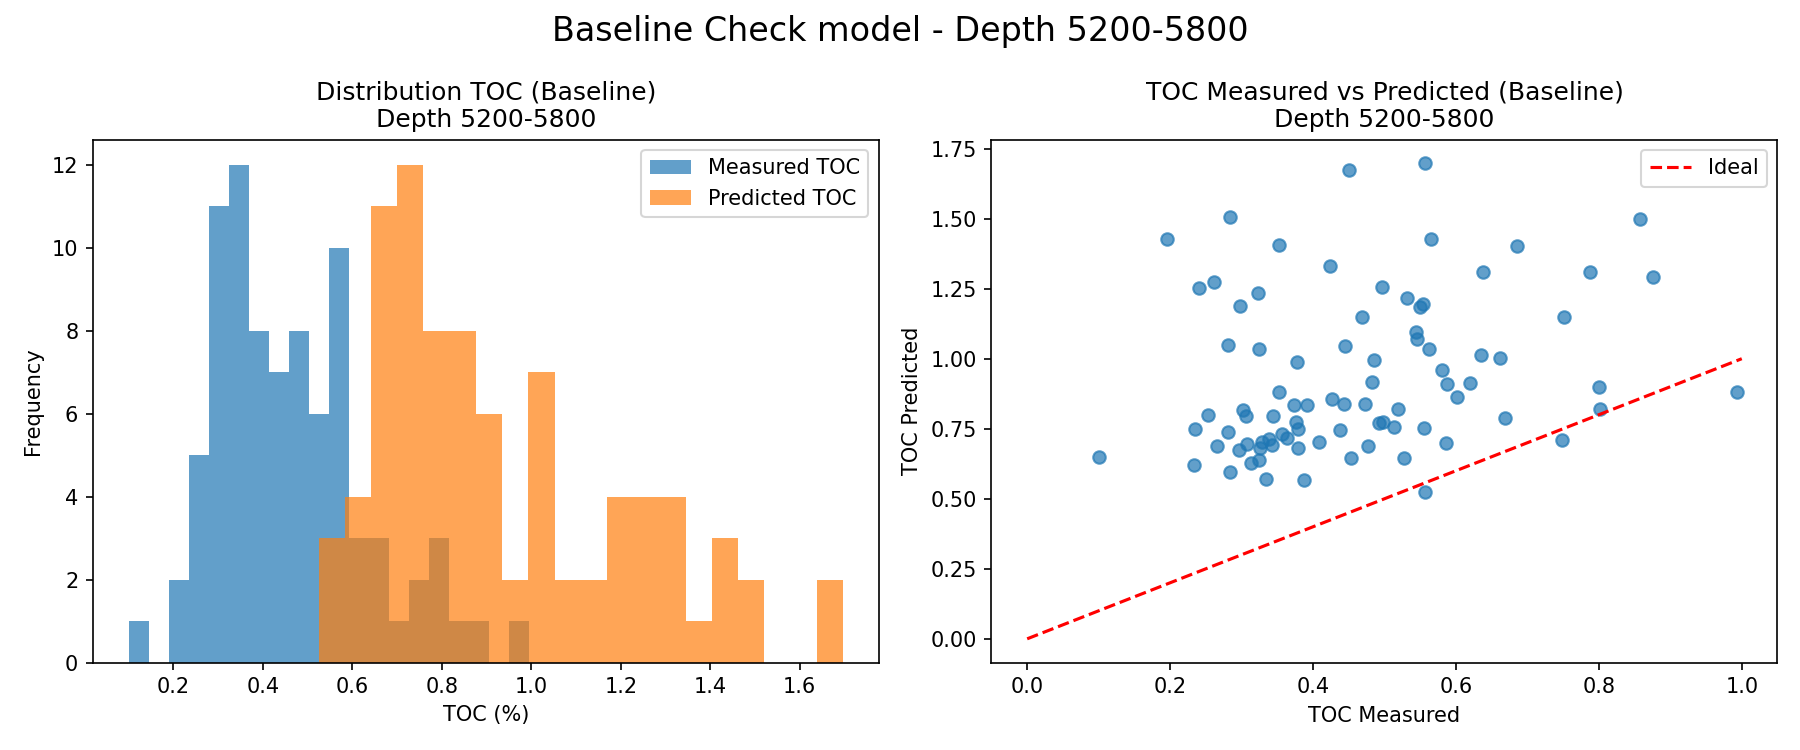 Baseline Check model - Depth 5200-5800
Distribution TOC (Baseline)
Depth 5200-5800
Measured TOC
Predicted TOC
Frequency
12
10
8
6
4
2
0
0.2 0.4 0.6 0.8 1.0 1.2 1.4 1.6
TOC (%)
TOC Measured vs Predicted (Baseline)
Depth 5200-5800
Ideal
TOC Predicted
1.75
1.50
1.25
1.00
0.75
0.50
0.25
0.00
0.0 0.2 0.4 0.6 0.8 1.0
TOC Measured